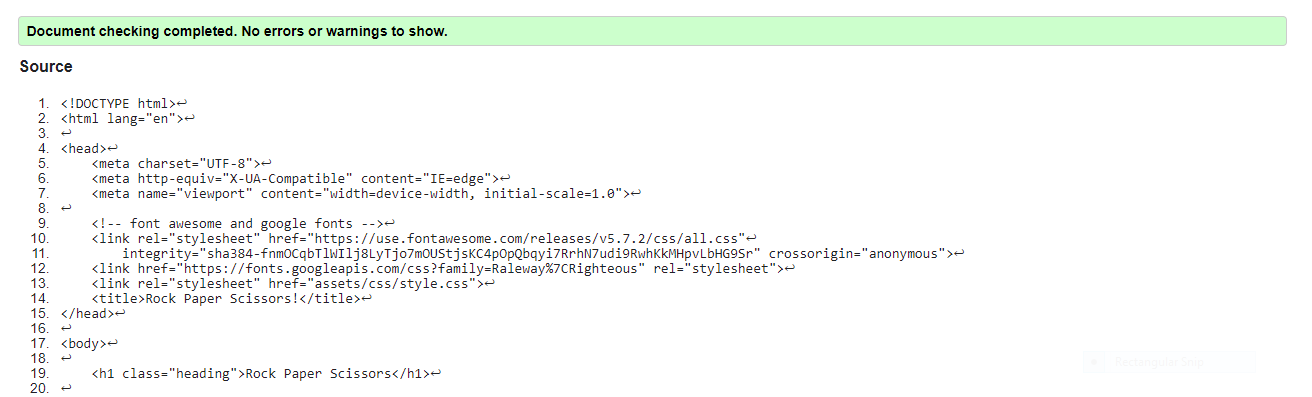 Document checking completed. No errors or warnings to show.
Source
1. <!DOCTYPE html>↩
2. <html lang="en">↩
3. ↩
4. <head>↩
5.     <meta charset="UTF-8">↩
6.     <meta http-equiv="X-UA-Compatible" content="IE=edge">↩
7.     <meta name="viewport" content="width=device-width, initial-scale=1.0">↩
8. ↩
9.     <!-- font awesome and google fonts -->↩
10.     <link rel="stylesheet" href="https://use.fontawesome.com/releases/v5.7.2/css/all.css"↩
11.         integrity="sha384-fnmOCqbTlWIlj8LyTjo7mOUStjsKC4pOpQbqyi7RrhN7udi9RwhKkMHpvLbHG9Sr" crossorigin="anonymous">↩
12.     <link href="https://fonts.googleapis.com/css?family=Raleway%7CRighteous" rel="stylesheet">↩
13.     <link rel="stylesheet" href="assets/css/style.css">↩
14.     <title>Rock Paper Scissors!</title>↩
15. </head>↩
16. ↩
17. <body>↩
18. ↩
Rectangular Snip
19.     <h1 class="heading">Rock Paper Scissors</h1>↩
20. ↩